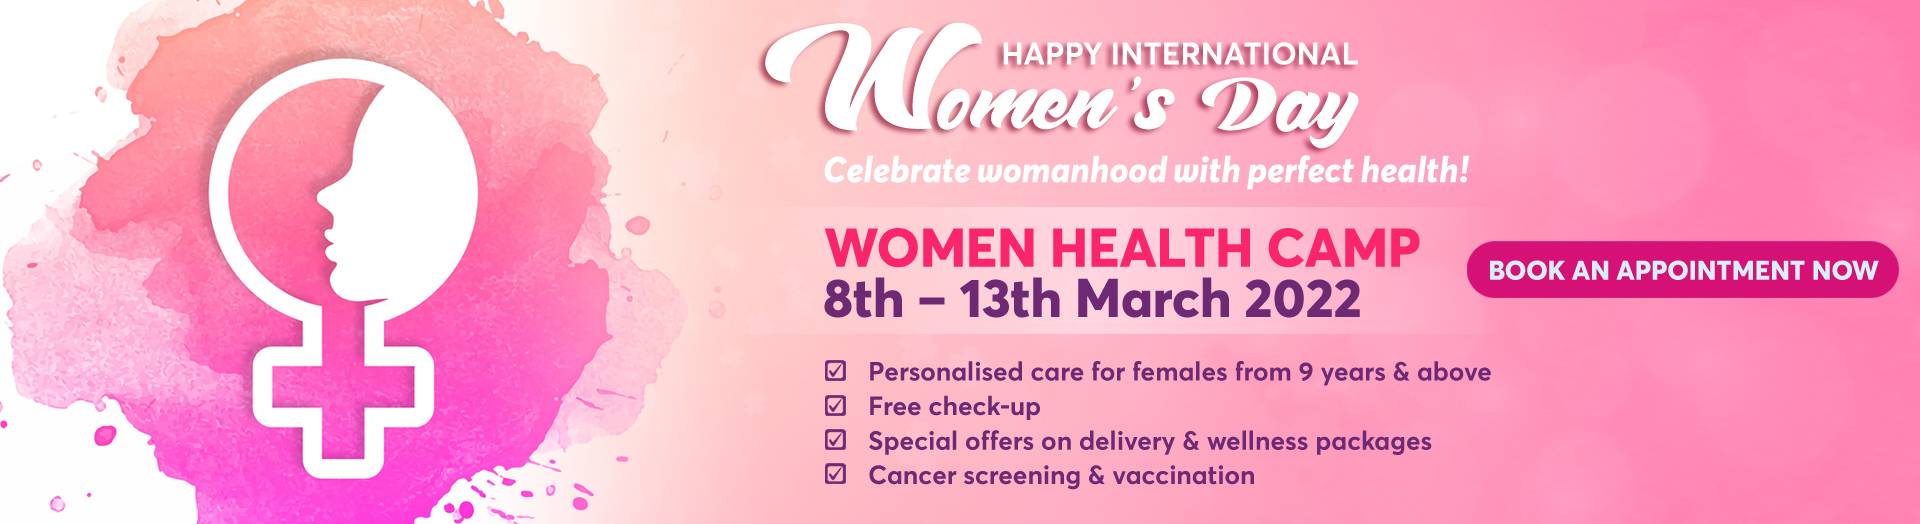 HAPPY INTERNATIONAL
Women's Day
Celebrate womanhood with perfect health!
WOMEN HEALTH CAMP
8th – 13th March 2022
BOOK AN APPOINTMENT NOW
Personalised care for females from 9 years & above
Free check-up
Special offers on delivery & wellness packages
Cancer screening & vaccination